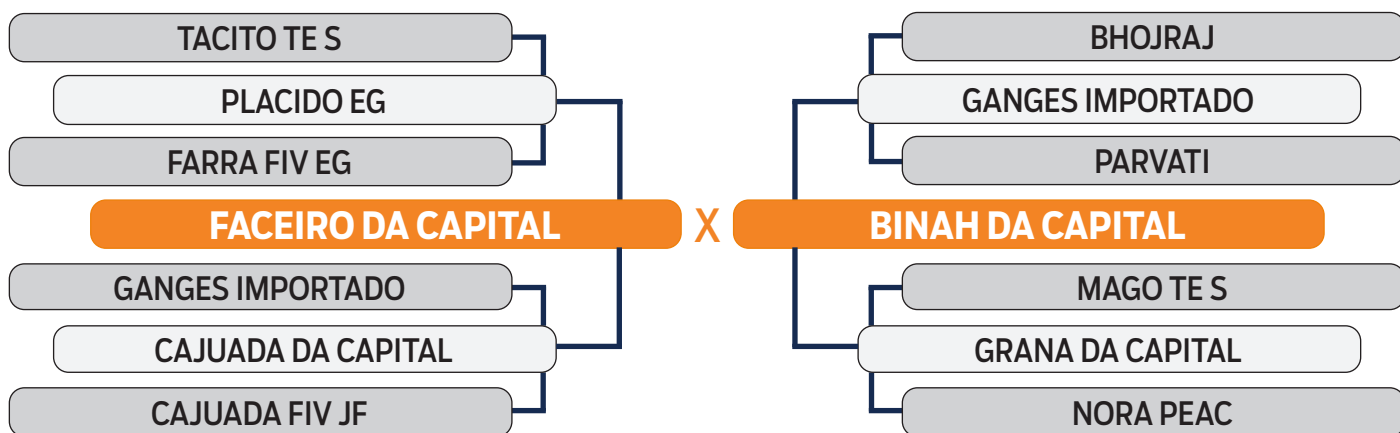 TACITO TE S
PLACIDO EG
FARRA FIV EG
FACEIRO DA CAPITAL
GANGES IMPORTADO
CAJUADA DA CAPITAL
CAJUADA FIV JF
X
BHOJRAJ
GANGES IMPORTADO
PARVATI
BINAH DA CAPITAL
MAGO TE S
GRANA DA CAPITAL
NORA PEAC